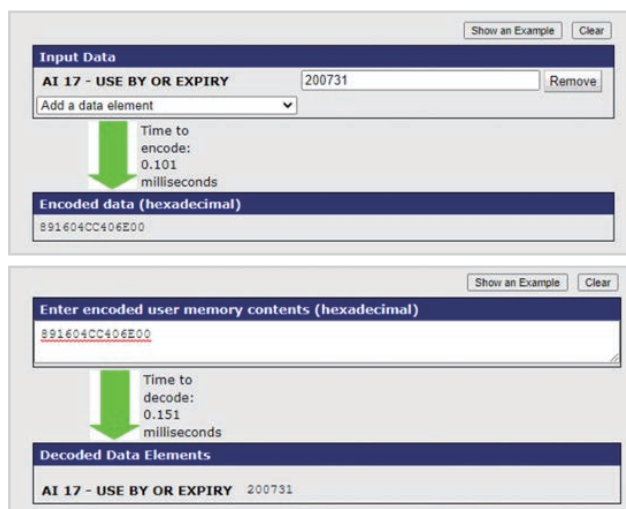 Show an Example Clear
Input Data
AI 17 - USE BY OR EXPIRY 200731 Remove
Add a data element
Time to
encode:
0.101
milliseconds
Encoded data (hexadecimal)
891604CC406E00
Show an Example Clear
Enter encoded user memory contents (hexadecimal)
891604CC406E00
Time to
decode:
0.151
milliseconds
Decoded Data Elements
AI 17 - USE BY OR EXPIRY 200731